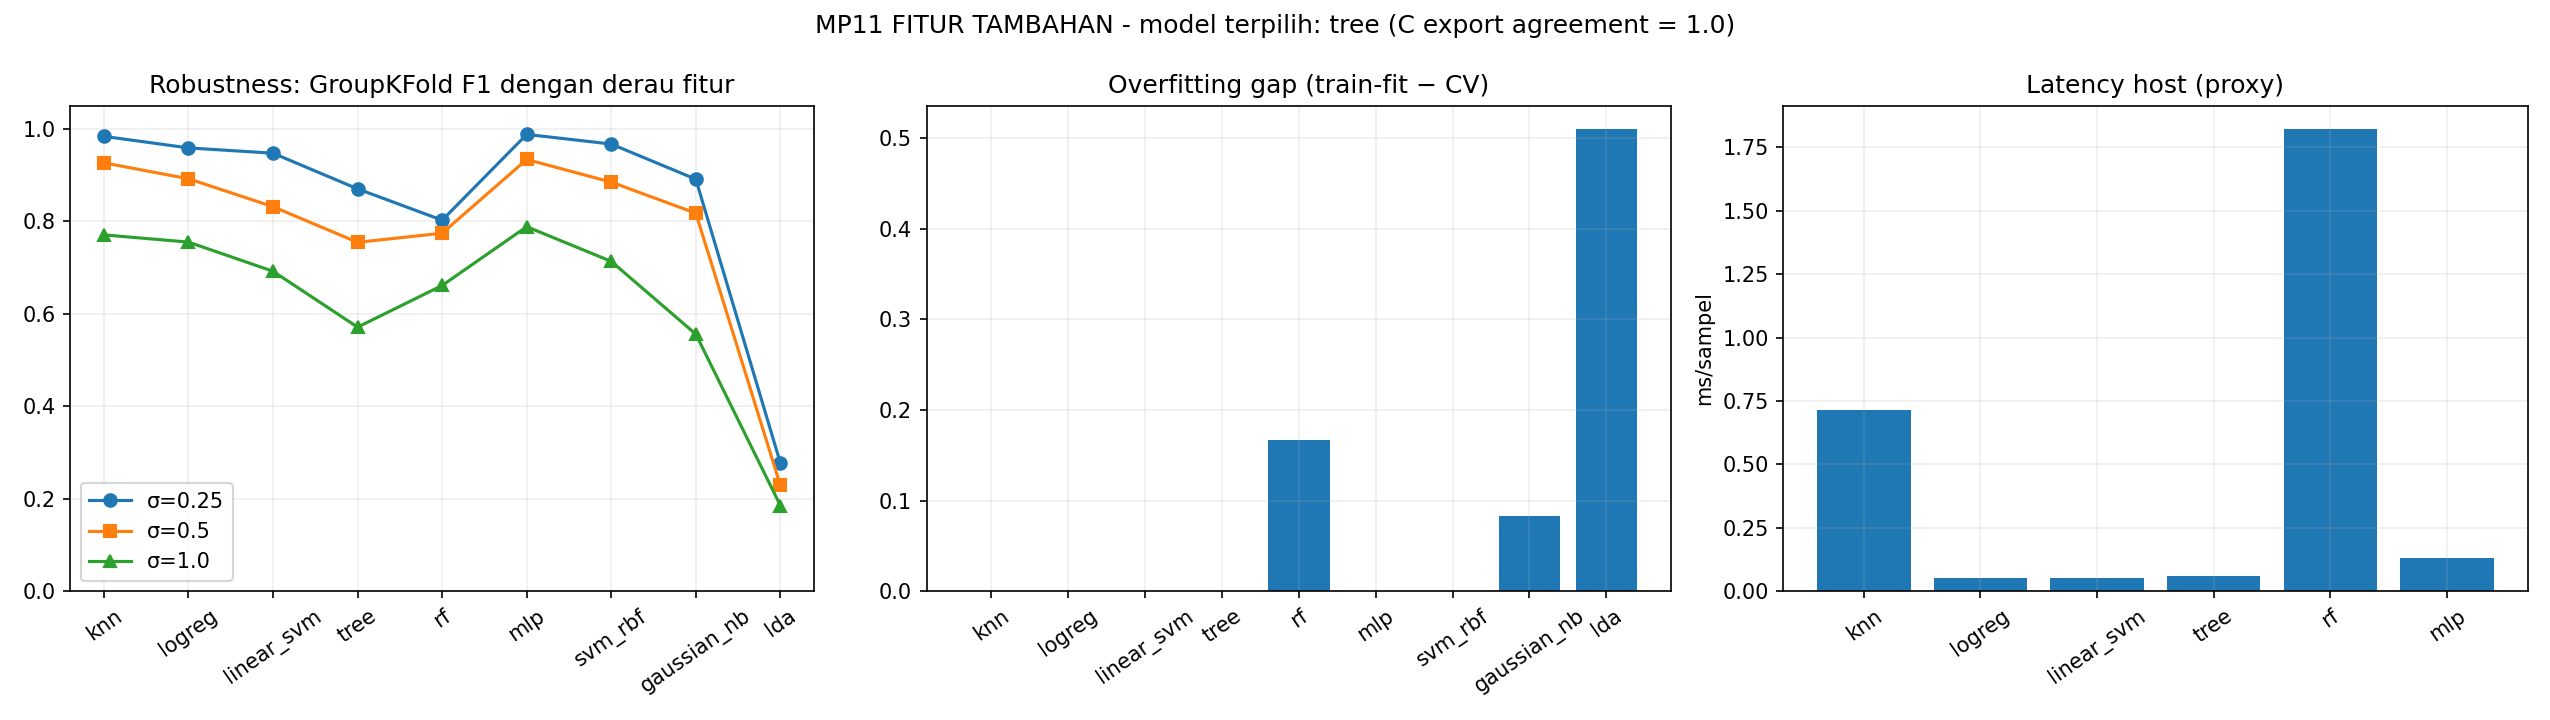 MP11 FITUR TAMBAHAN - model terpilih: tree (C export agreement = 1.0)
Robustness: GroupKFold F1 dengan derau fitur
1.0
0.8
0.6
0.4
0.2
0.0
σ=0.25
σ=0.5
σ=1.0
knn
logreg
linear_svm
tree
rf
mlp
svm_rbf
gaussian_nb
lda
Overfitting gap (train-fit − CV)
0.5
0.4
0.3
0.2
0.1
0.0
knn
logreg
linear_svm
tree
rf
mlp
svm_rbf
gaussian_nb
lda
Latency host (proxy)
ms/sampel
1.75
1.50
1.25
1.00
0.75
0.50
0.25
0.00
knn
logreg
linear_svm
tree
rf
mlp